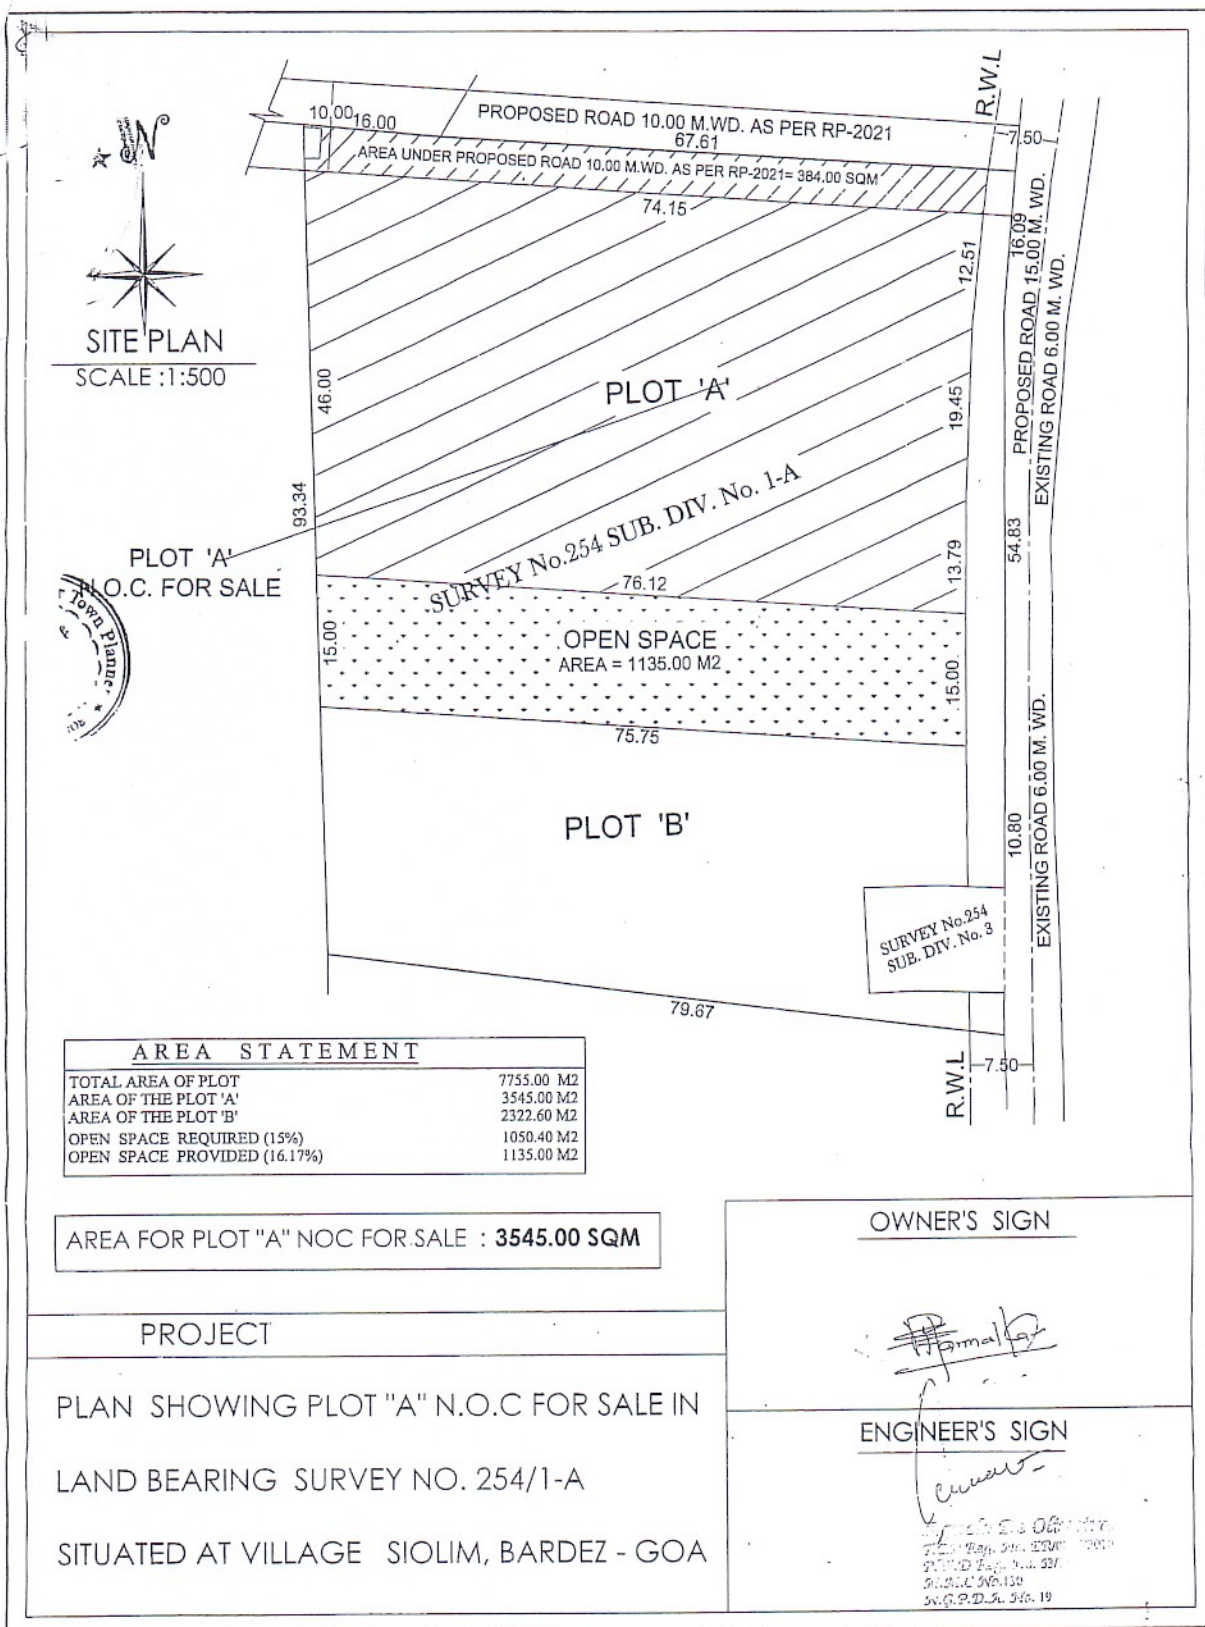 N
R.W.L
PROPOSED ROAD 10.00 M.WD. AS PER RP-2021
10.00
16.00
67.61
7.50
AREA UNDER PROPOSED ROAD 10.00 M.WD. AS PER RP-2021= 384.00 SQM
74.15
16.09
PROPOSED ROAD 15.00 M. WD.
EXISTING ROAD 6.00 M. WD.
12.51
SITE PLAN
SCALE :1:500
46.00
PLOT 'A'
19.45
93.34
SURVEY No.254 SUB. DIV. No. 1-A
54.83
PLOT 'A'
N.O.C. FOR SALE
13.79
76.12
Town Planne
15.00
OPEN SPACE
AREA = 1135.00 M2
15.00
75.75
EXISTING ROAD 6.00 M. WD.
PLOT 'B'
10.80
SURVEY No.254
SUB. DIV. No. 3
79.67
7.50
R.W.L
AREA STATEMENT
TOTAL AREA OF PLOT 7755.00 M2
AREA OF THE PLOT 'A' 3545.00 M2
AREA OF THE PLOT 'B' 2322.60 M2
OPEN SPACE REQUIRED (15%) 1050.40 M2
OPEN SPACE PROVIDED (16.17%) 1135.00 M2
AREA FOR PLOT "A" NOC FOR SALE : 3545.00 SQM
OWNER'S SIGN
PROJECT
PLAN SHOWING PLOT "A" N.O.C FOR SALE IN
LAND BEARING SURVEY NO. 254/1-A
SITUATED AT VILLAGE SIOLIM, BARDEZ - GOA
ENGINEER'S SIGN
No.130
N.G.P.D.A. No. 19